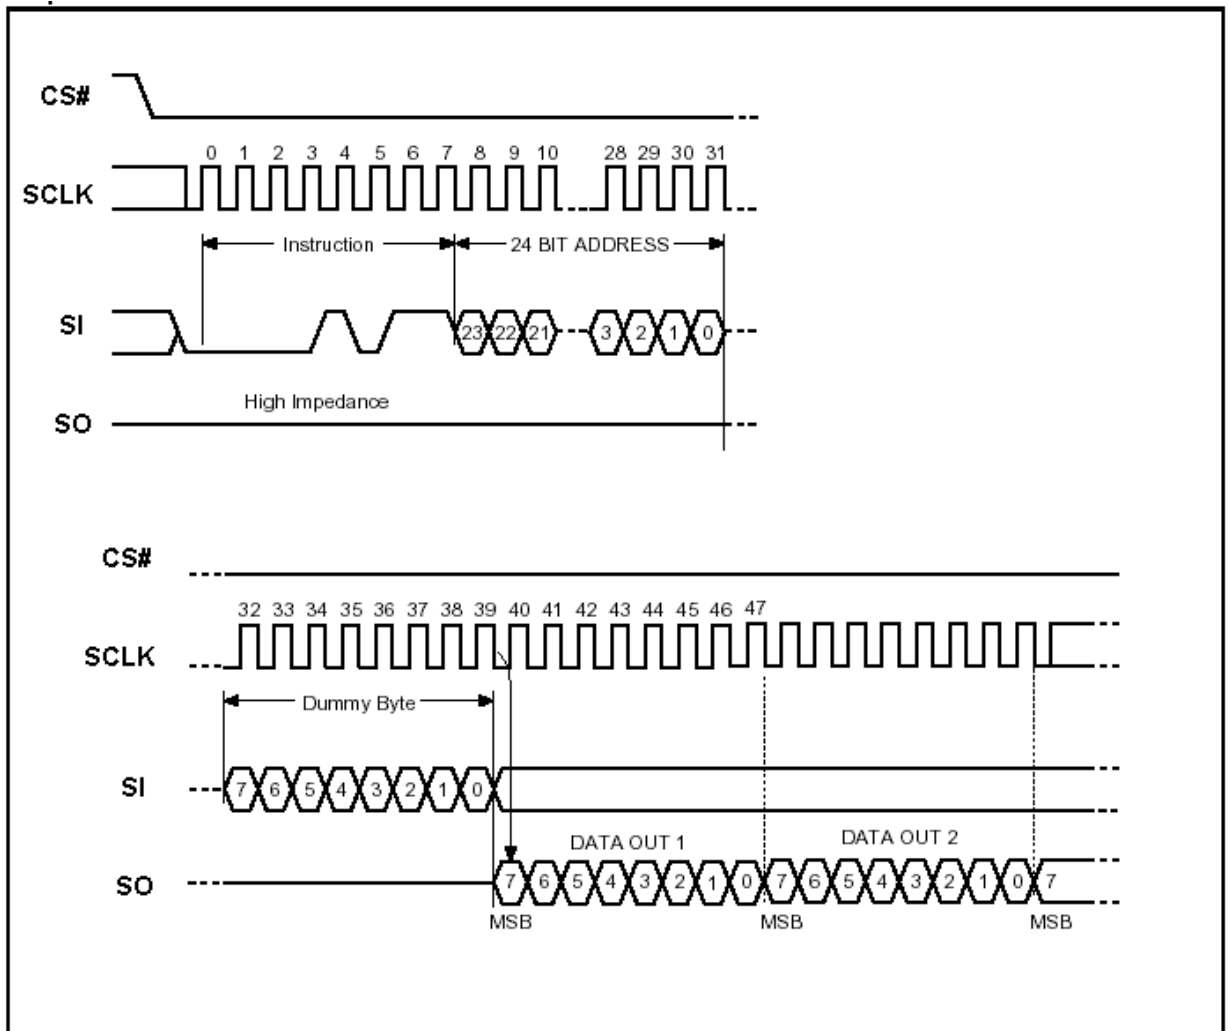 CS#
0 1 2 3 4 5 6 7 8 9 10 28 29 30 31
SCLK
Instruction 24 BIT ADDRESS
SI 23 22 21 3 2 1 0
High Impedance
SO
CS#
32 33 34 35 36 37 38 39 40 41 42 43 44 45 46 47
SCLK
Dummy Byte
SI 7 6 5 4 3 2 1 0
DATA OUT 1 DATA OUT 2
SO 7 6 5 4 3 2 1 0 7 6 5 4 3 2 1 0 7
MSB MSB MSB